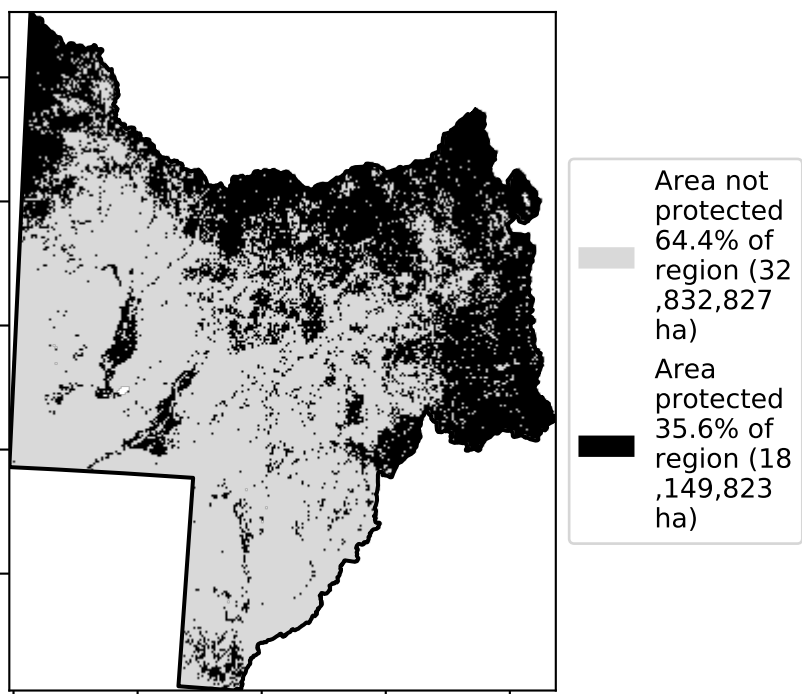 Area not
protected
64.4% of
region (32
,832,827
ha)
Area
protected
35.6% of
region (18
,149,823
ha)